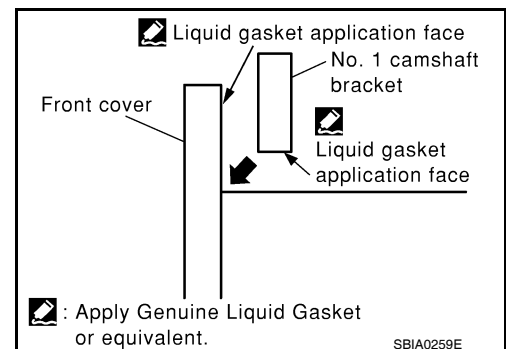 Liquid gasket application face
No. 1 camshaft
bracket
Front cover
Liquid gasket
application face
: Apply Genuine Liquid Gasket
or equivalent.
SBIA0259E